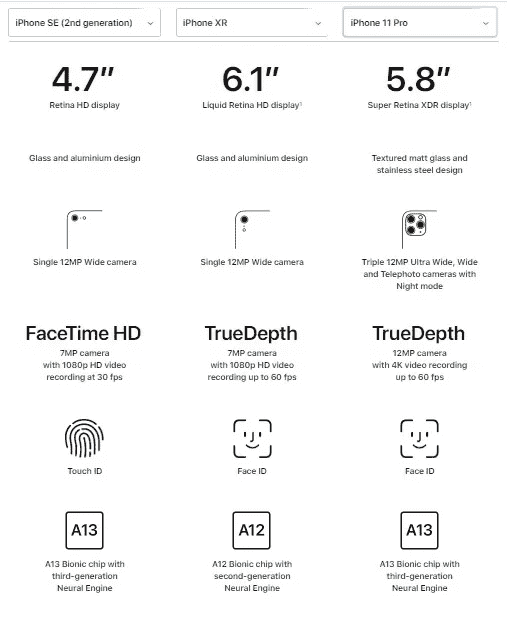 iPhone SE (2nd generation) iPhone XR iPhone 11 Pro
4.7″ 6.1″ 5.8″
Retina HD display Liquid Retina HD display¹ Super Retina XDR display¹
Glass and aluminium design Glass and aluminium design Textured matt glass and
stainless steel design
Single 12MP Wide camera Single 12MP Wide camera Triple 12MP Ultra Wide, Wide
and Telephoto cameras with
Night mode
FaceTime HD TrueDepth TrueDepth
7MP camera 7MP camera 12MP camera
with 1080p HD video with 1080p HD video with 4K video recording
recording at 30 fps recording up to 60 fps up to 60 fps
Touch ID Face ID Face ID
A13 A12 A13
A13 Bionic chip with A12 Bionic chip with A13 Bionic chip with
third-generation second-generation third-generation
Neural Engine Neural Engine Neural Engine